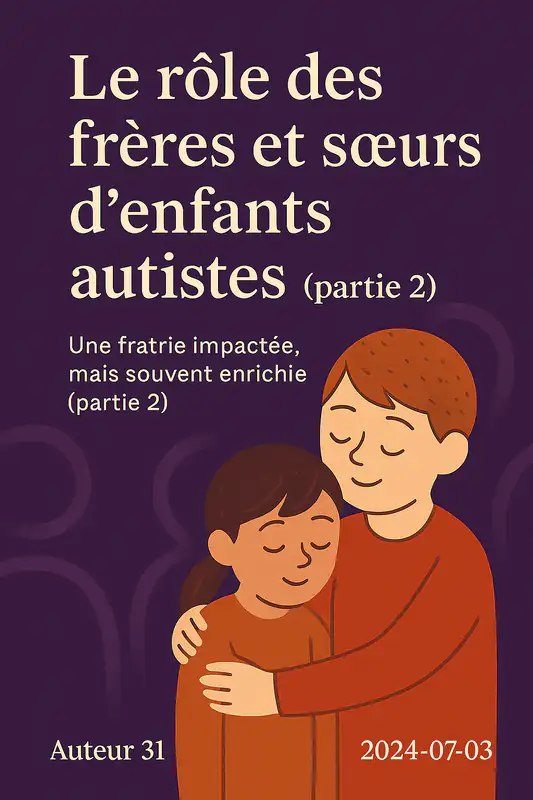 Le rôle des
frères et sœurs
d’enfants
autistes (partie 2)
Une fratrie impactée,
mais souvent enrichie
(partie 2)
Auteur 31
2024-07-03